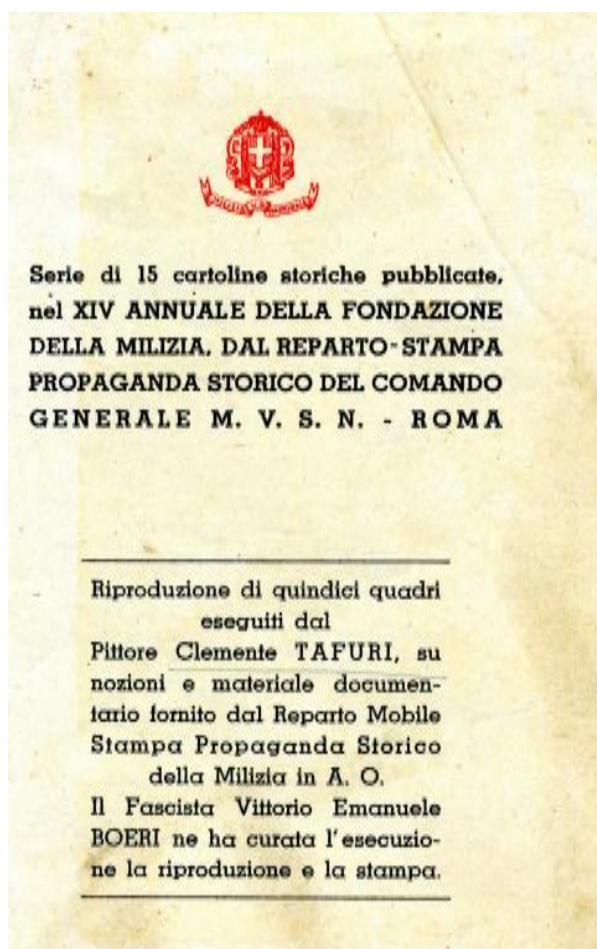 Serie di 15 cartoline storiche pubblicate,
nel XIV ANNUALE DELLA FONDAZIONE
DELLA MILIZIA, DAL REPARTO-STAMPA
PROPAGANDA STORICO DEL COMANDO
GENERALE M. V. S. N. - ROMA
Riproduzione di quindici quadri
eseguiti dal
Pittore Clemente TAFURI, su
nozioni e materiale documen-
tario fornito dal Reparto Mobile
Stampa Propaganda Storico
della Milizia in A. O.
Il Fascista Vittorio Emanuele
BOERI ne ha curata l'esecuzio-
ne la riproduzione e la stampa.